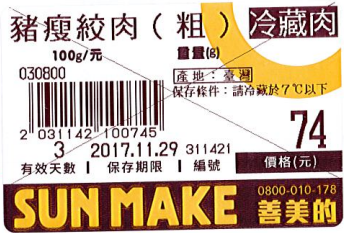 豬瘦絞肉(粗) 冷藏肉
100g/元 重量(g)
030800
產地:臺灣
保存條件:請冷藏於7℃以下
2 031142 100745
74
3 2017.11.29 311421
有效天數 保存期限 編號 價格(元)
SUN MAKE 0800-010-178
善美的